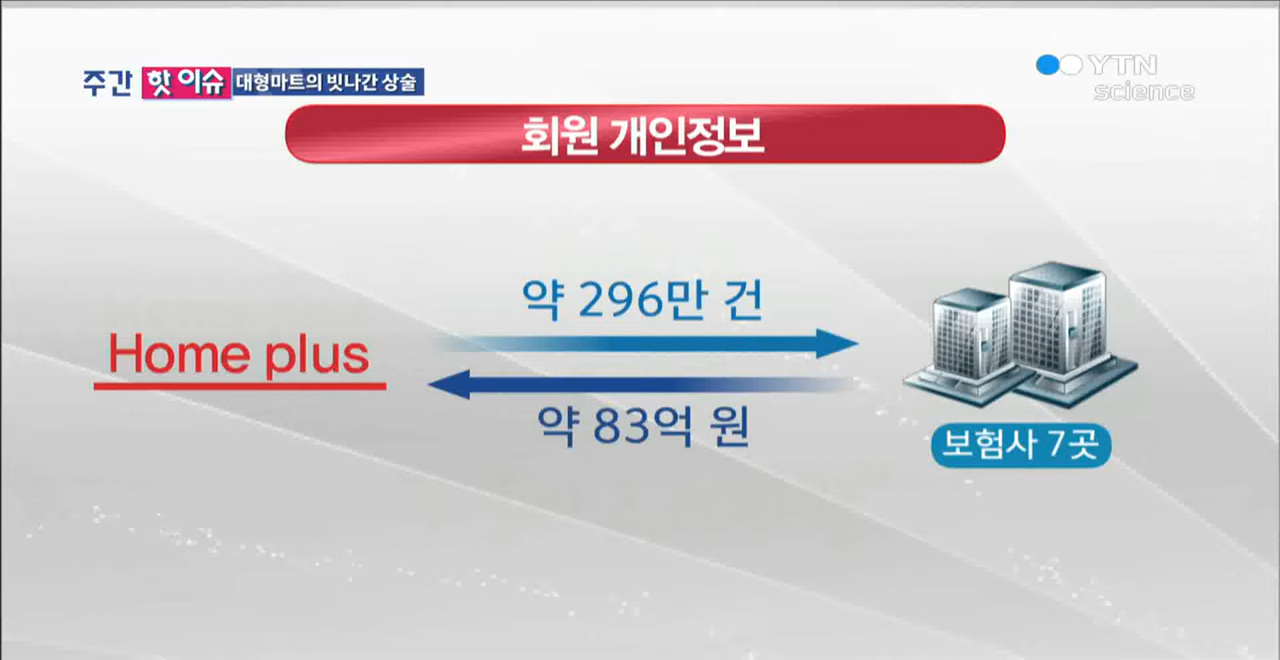 주간 핫 이슈 대형마트의 빗나간 상술
YTN
science
회원 개인정보
약 296만 건
Home plus
약 83억 원
보험사 7곳